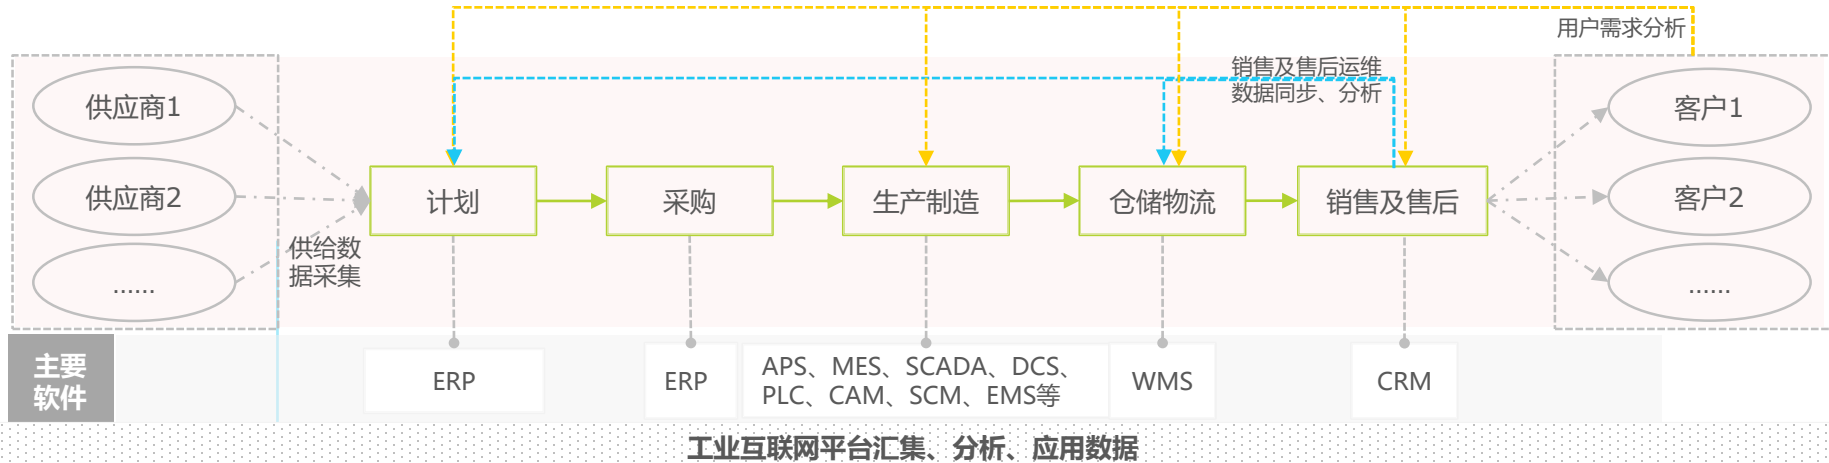 用户需求分析
销售及售后运维
数据同步、分析
供应商1
供应商2
......
供给数
据采集
计划
采购
生产制造
仓储物流
销售及售后
客户1
客户2
......
主要
软件
ERP
ERP
APS、MES、SCADA、DCS、
PLC、CAM、SCM、EMS等
WMS
CRM
工业互联网平台汇集、分析、应用数据